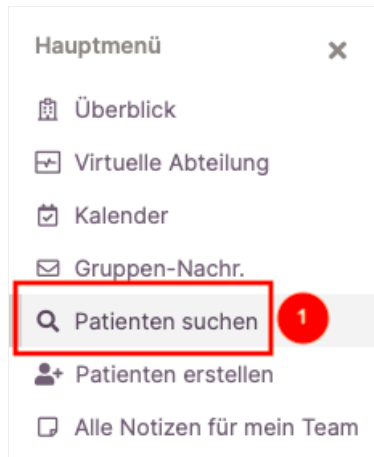 Hauptmenü
Überblick
Virtuelle Abteilung
Kalender
Gruppen-Nachr.
Patienten suchen 1
Patienten erstellen
Alle Notizen für mein Team